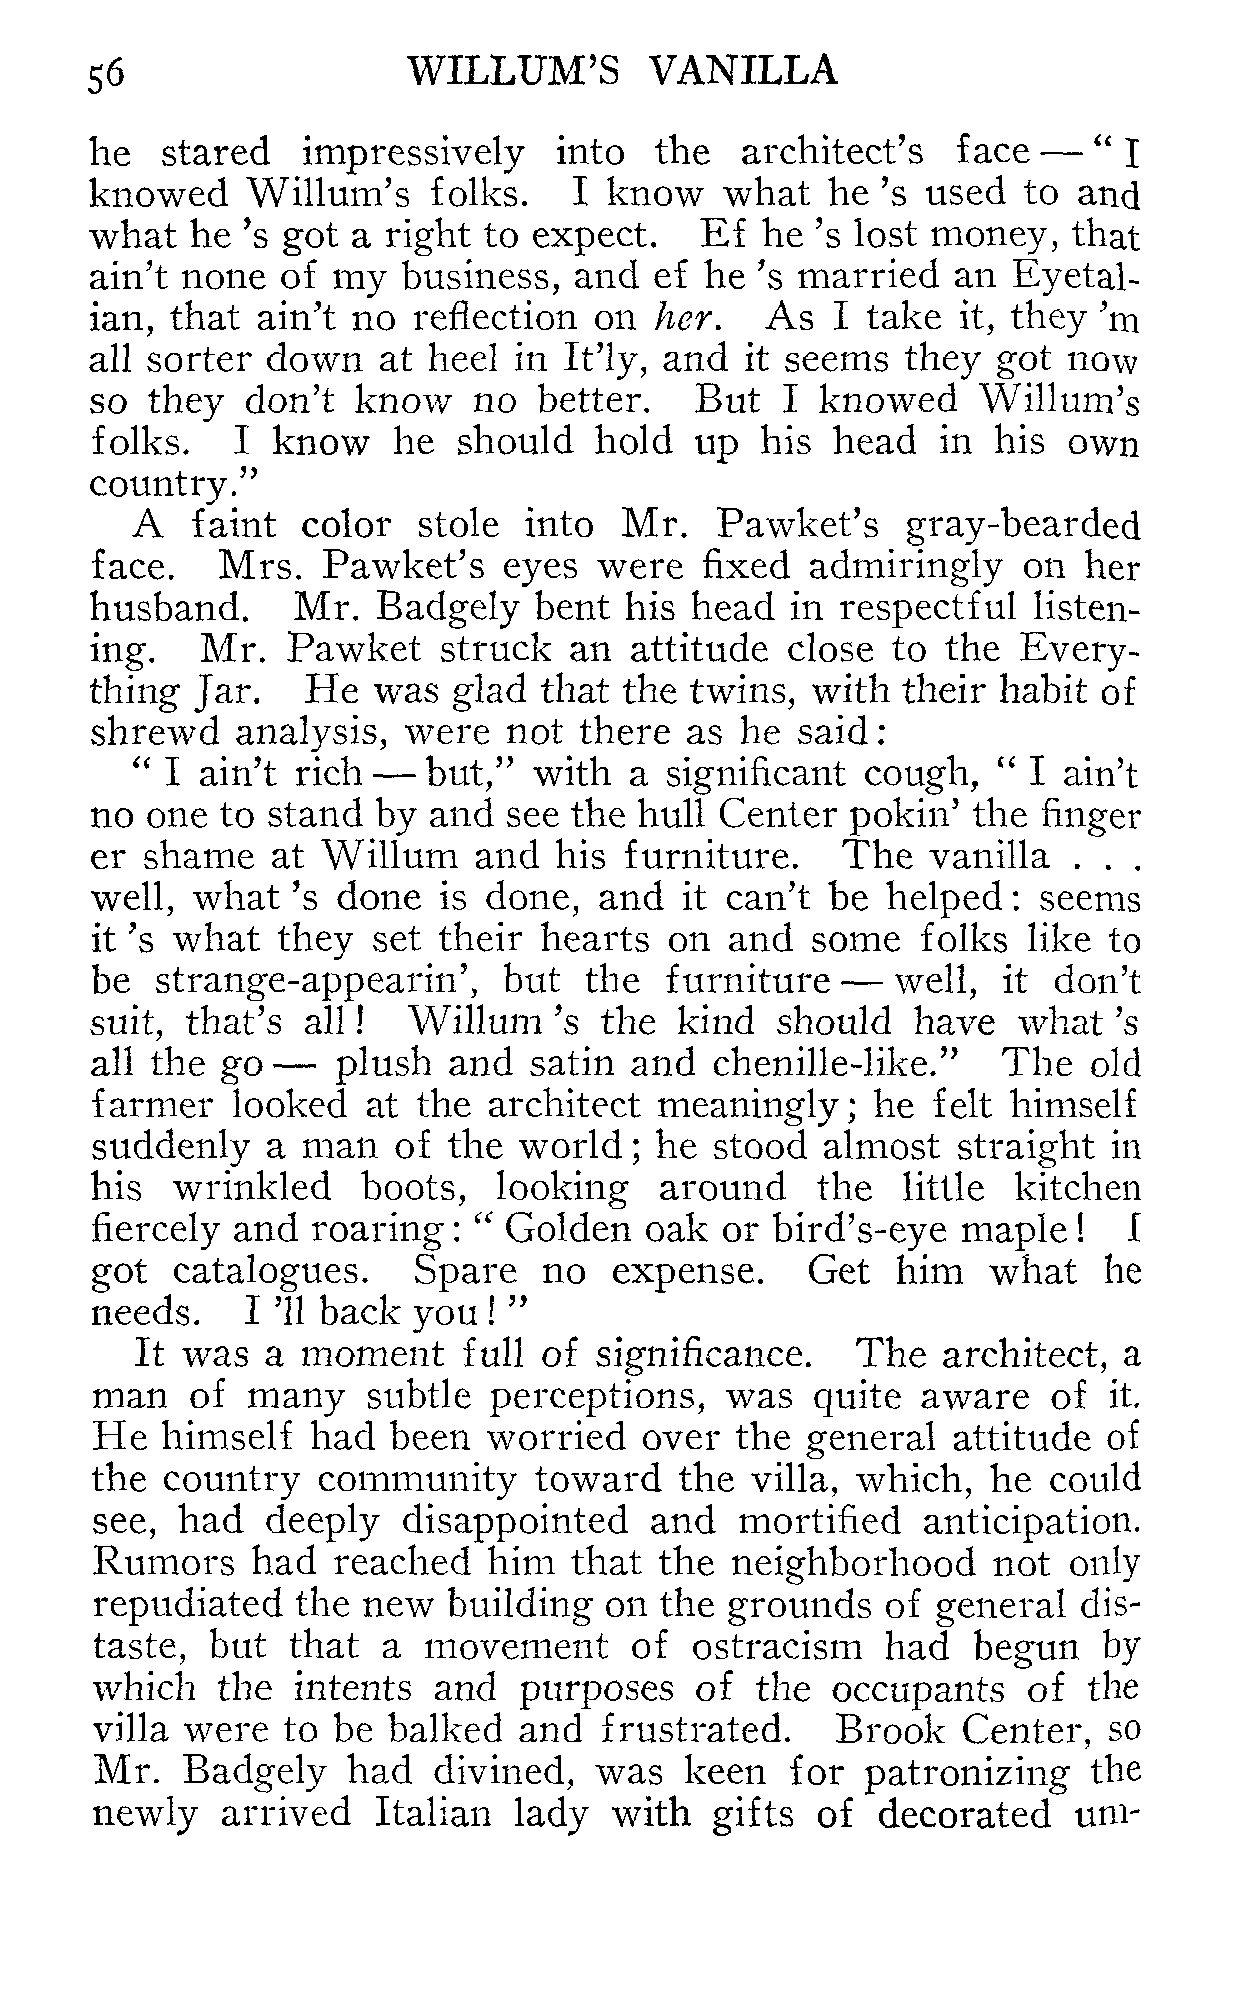 56 WILLUM'S VANILLA
he stared impressively into the architect's face — " I
knowed Willum's folks. I know what he 's used to and
what he 's got a right to expect. Ef he 's lost money, that
ain't none of my business, and ef he 's married an Eyetal-
ian, that ain't no reflection on her. As I take it, they 'm
all sorter down at heel in It'ly, and it seems they got now
so they don't know no better. But I knowed Willum's
folks. I know he should hold up his head in his own
country."
A faint color stole into Mr. Pawket's gray-bearded
face. Mrs. Pawket's eyes were fixed admiringly on her
husband. Mr. Badgely bent his head in respectful listen-
ing. Mr. Pawket struck an attitude close to the Every-
thing Jar. He was glad that the twins, with their habit of
shrewd analysis, were not there as he said:
" I ain't rich — but," with a significant cough, " I ain't
no one to stand by and see the hull Center pokin' the finger
er shame at Willum and his furniture. The vanilla . . .
well, what 's done is done, and it can't be helped: seems
it 's what they set their hearts on and some folks like to
be strange-appearin', but the furniture — well, it don't
suit, that's all! Willum 's the kind should have what 's
all the go — plush and satin and chenille-like." The old
farmer looked at the architect meaningly; he felt himself
suddenly a man of the world; he stood almost straight in
his wrinkled boots, looking around the little kitchen
fiercely and roaring: " Golden oak or bird's-eye maple! I
got catalogues. Spare no expense. Get him what he
needs. I 'll back you! "
It was a moment full of significance. The architect, a
man of many subtle perceptions, was quite aware of it.
He himself had been worried over the general attitude of
the country community toward the villa, which, he could
see, had deeply disappointed and mortified anticipation.
Rumors had reached him that the neighborhood not only
repudiated the new building on the grounds of general dis-
taste, but that a movement of ostracism had begun by
which the intents and purposes of the occupants of the
villa were to be balked and frustrated. Brook Center, so
Mr. Badgely had divined, was keen for patronizing the
newly arrived Italian lady with gifts of decorated um-